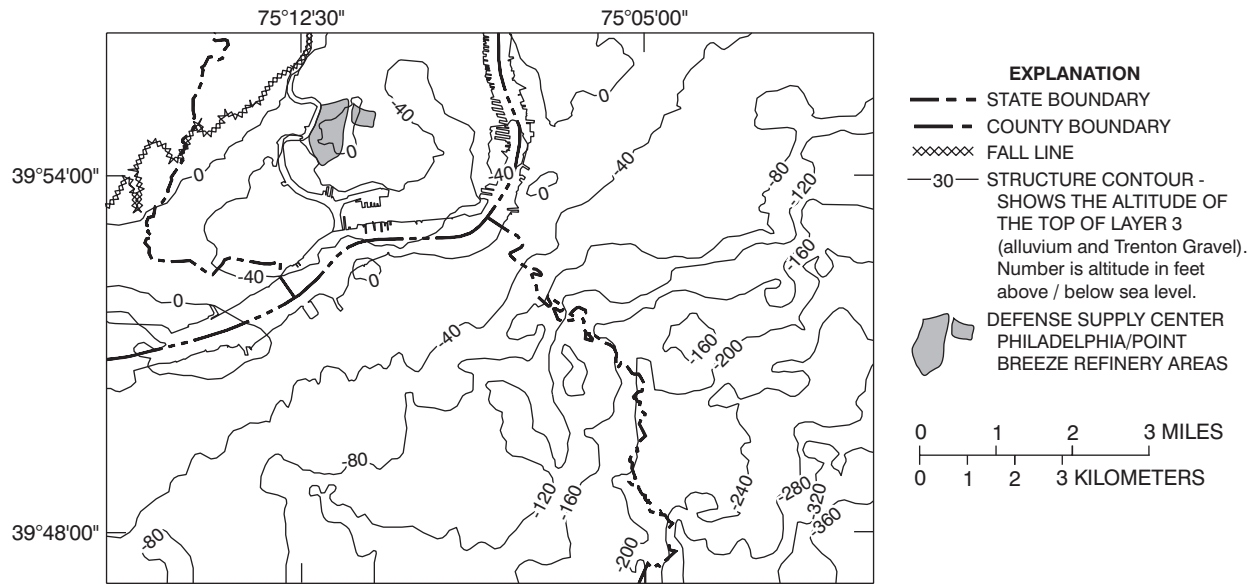 75°12'30"
75°05'00"
39°54'00"
39°48'00"
0
-40
0
0
-40
-80
-120
0
-40
0
-160
-40
0
0
-40
-160
-200
-80
-120
-160
-240
-280
-320
-360
-80
-200
EXPLANATION
STATE BOUNDARY
COUNTY BOUNDARY
FALL LINE
30
STRUCTURE CONTOUR -
SHOWS THE ALTITUDE OF
THE TOP OF LAYER 3
(alluvium and Trenton Gravel).
Number is altitude in feet
above / below sea level.
DEFENSE SUPPLY CENTER
PHILADELPHIA/POINT
BREEZE REFINERY AREAS
0 1 2 3 MILES
0 1 2 3 KILOMETERS